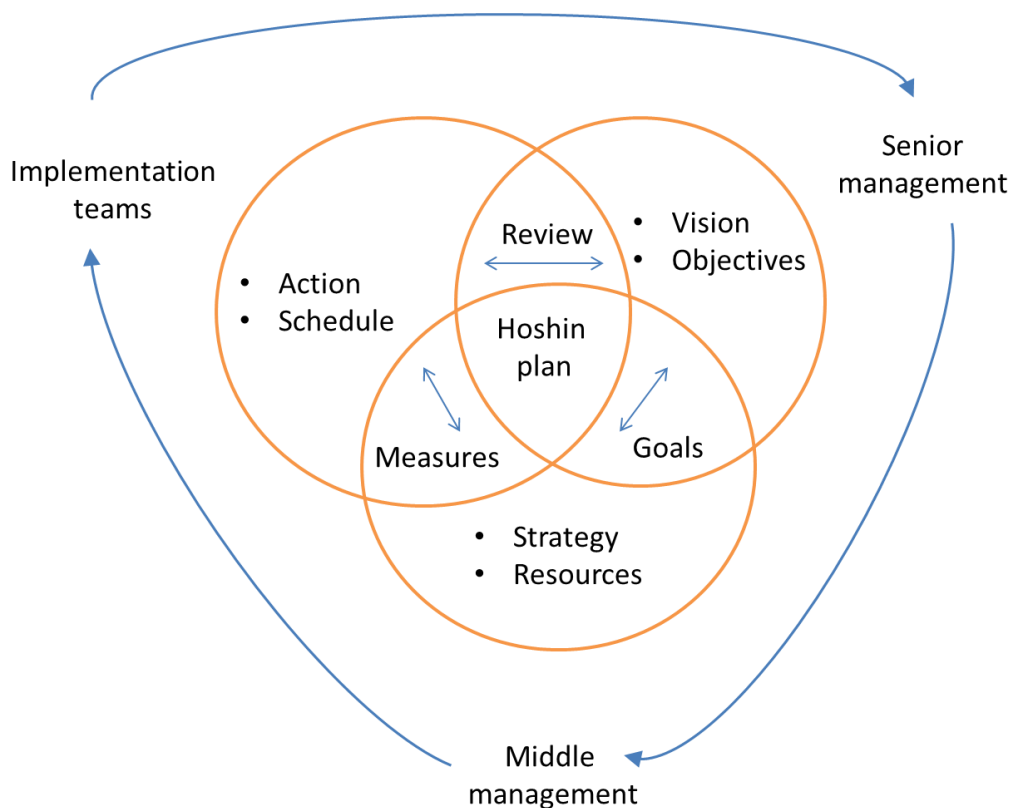 Senior
management
Implementation
teams
Review
• Vision
• Objectives
• Action
• Schedule
Hoshin
plan
Measures
Goals
• Strategy
• Resources
Middle
management